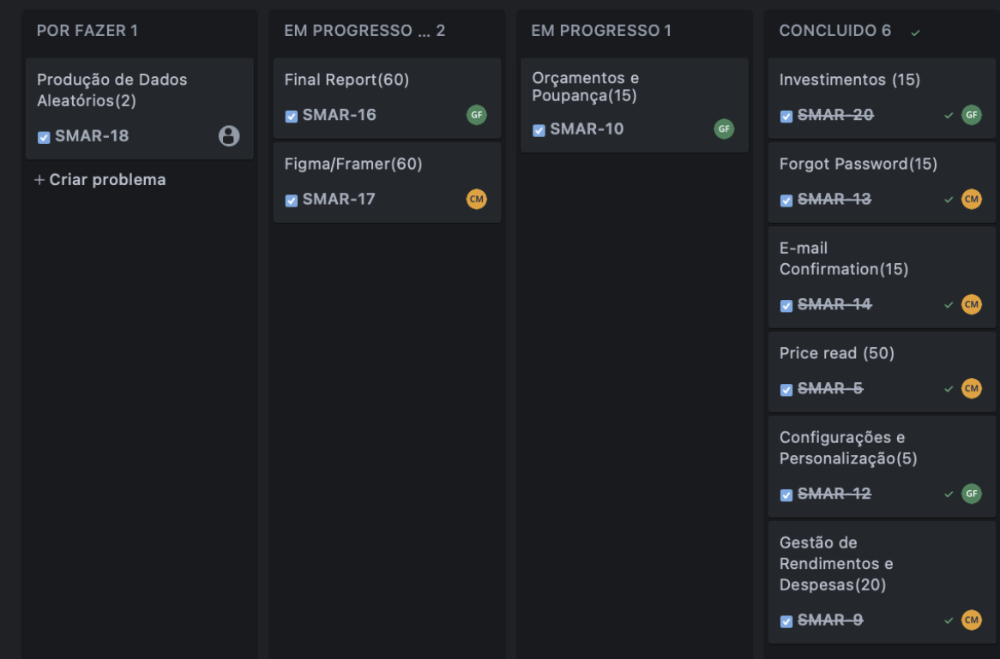 POR FAZER 1
Produção de Dados
Aleatórios(2)
SMAR-18
+ Criar problema
EM PROGRESSO ... 2
Final Report(60)
SMAR-16
GF
Figma/Framer(60)
SMAR-17
CM
EM PROGRESSO 1
Orçamentos e
Poupança(15)
SMAR-10
GF
CONCLUIDO 6
Investimentos (15)
SMAR-20
GF
Forgot Password(15)
SMAR-13
CM
E-mail
Confirmation(15)
SMAR-14
CM
Price read (50)
SMAR-5
CM
Configurações e
Personalização(5)
SMAR-12
GF
Gestão de
Rendimentos e
Despesas(20)
SMAR-9
CM